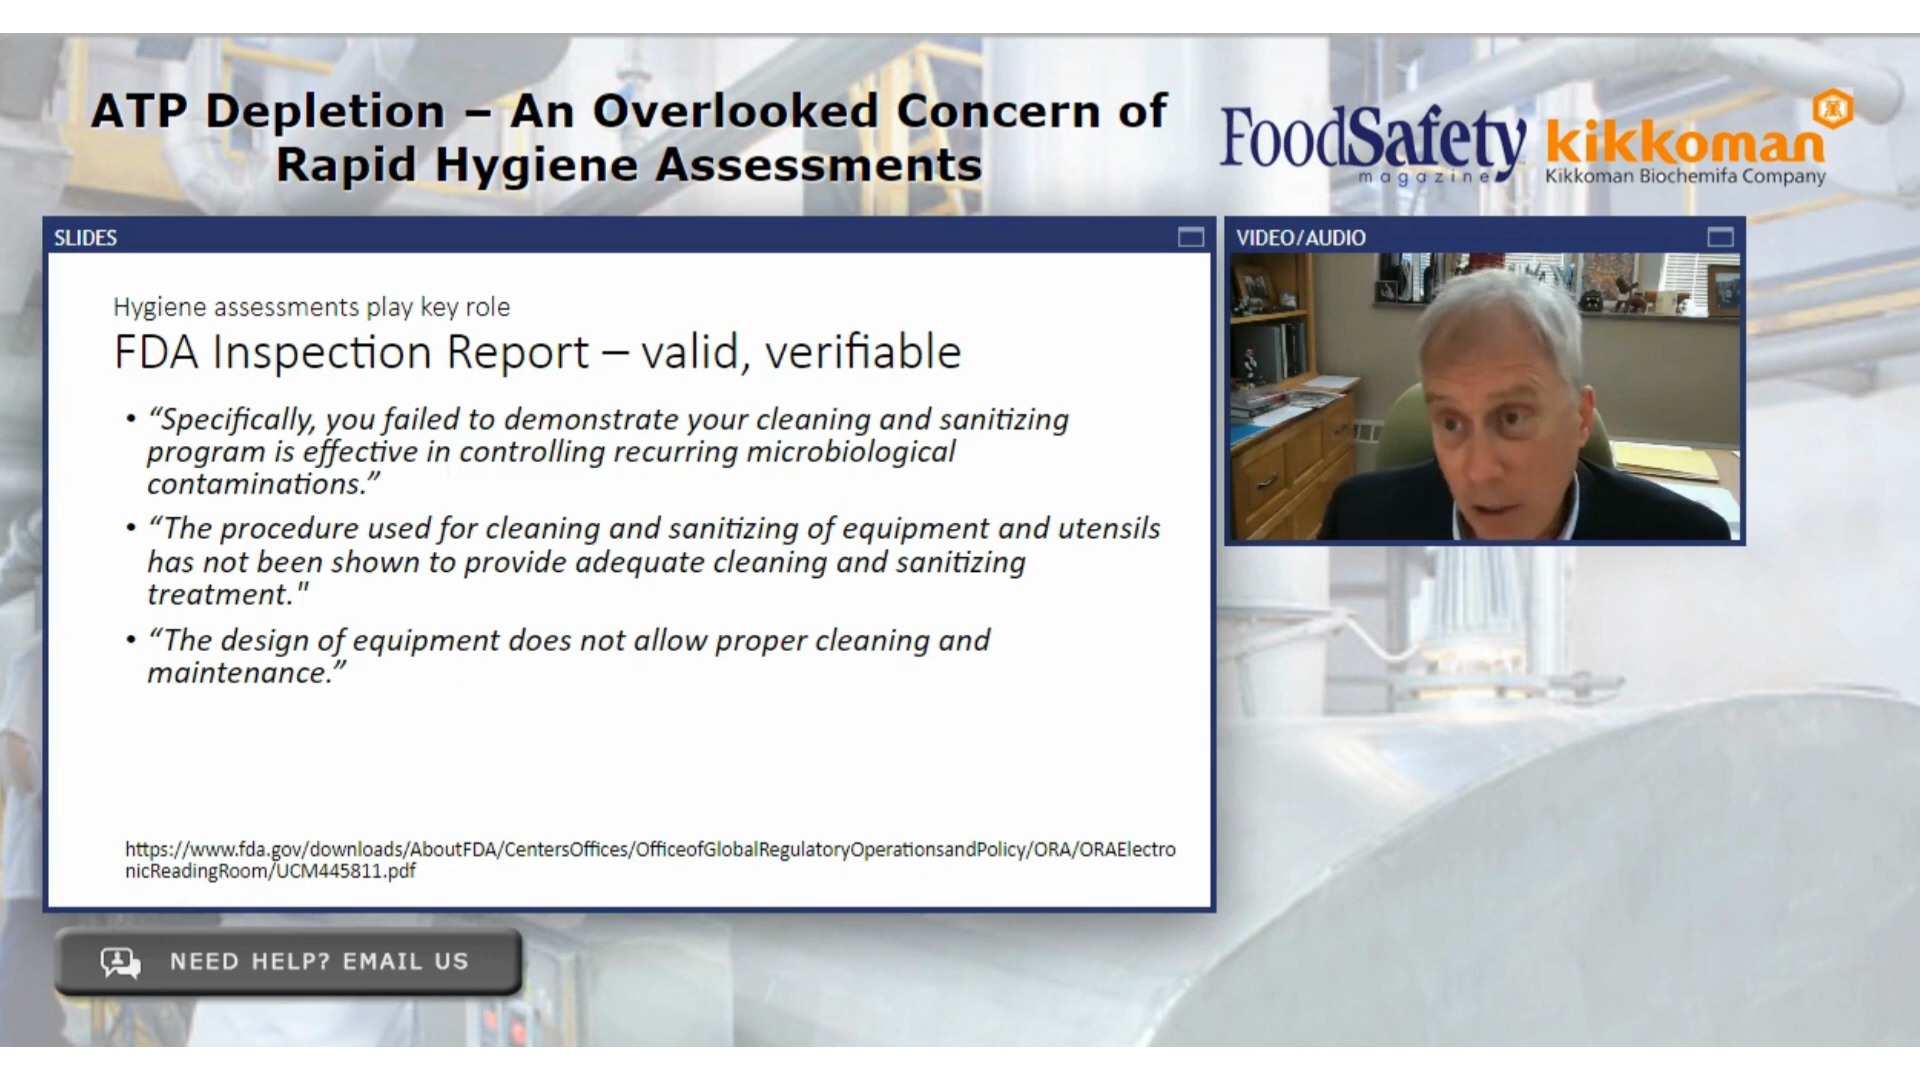 ATP Depletion – An Overlooked Concern of
Rapid Hygiene Assessments
FoodSafety
magazine
kikkoman
Kikkoman Biochemifa Company
SLIDES
VIDEO/AUDIO
Hygiene assessments play key role
FDA Inspection Report – valid, verifiable
• “Specifically, you failed to demonstrate your cleaning and sanitizing
program is effective in controlling recurring microbiological
contaminations.”
• “The procedure used for cleaning and sanitizing of equipment and utensils
has not been shown to provide adequate cleaning and sanitizing
treatment."
• “The design of equipment does not allow proper cleaning and
maintenance.”
https://www.fda.gov/downloads/AboutFDA/CentersOffices/OfficeofGlobalRegulatoryOperationsandPolicy/ORA/ORAElectro
nicReadingRoom/UCM445811.pdf
NEED HELP? EMAIL US